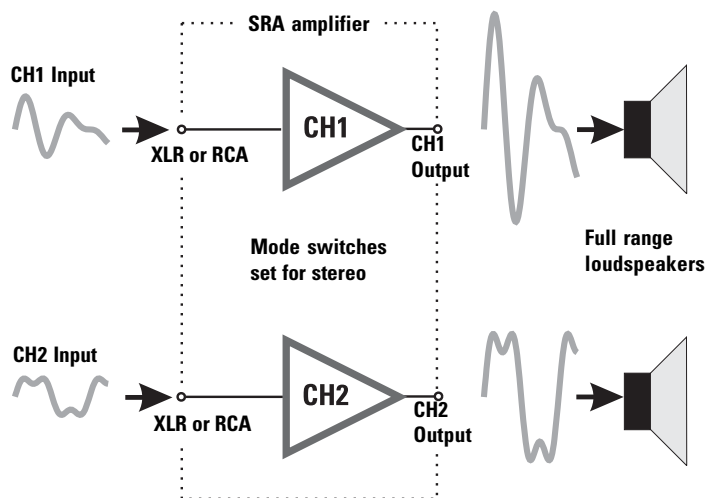 SRA amplifier
CH1 Input
CH1
XLR or RCA
CH1
Output
Mode switches
set for stereo
Full range
loudspeakers
CH2 Input
CH2
XLR or RCA
CH2
Output